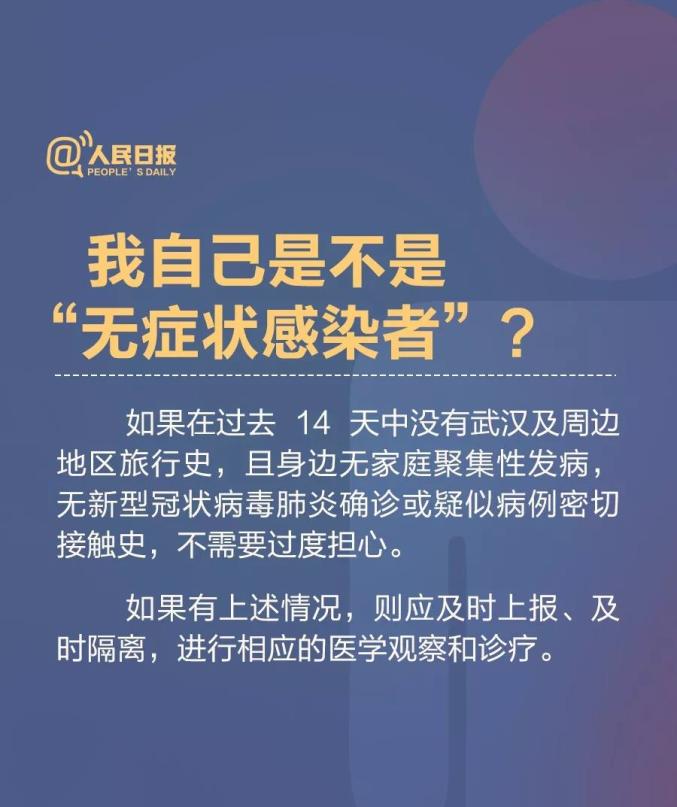 @人民日报
PEOPLE'S DAILY
我自己是不是
“无症状感染者”？
如果在过去 14 天中没有武汉及周边
地区旅行史，且身边无家庭聚集性发病，
无新型冠状病毒肺炎确诊或疑似病例密切
接触史，不需要过度担心。
如果有上述情况，则应及时上报、及
时隔离，进行相应的医学观察和诊疗。